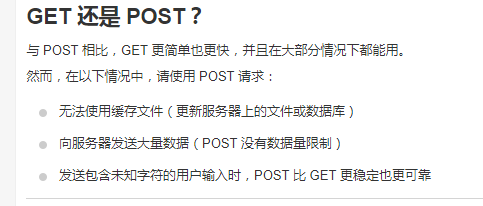 GET 还是 POST？
与 POST 相比，GET 更简单也更快，并且在大部分情况下都能用。
然而，在以下情况中，请使用 POST 请求：
无法使用缓存文件（更新服务器上的文件或数据库）
向服务器发送大量数据（POST 没有数据量限制）
发送包含未知字符的用户输入时，POST 比 GET 更稳定也更可靠